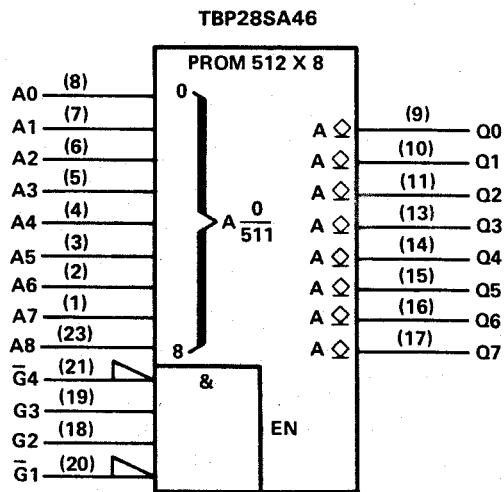 TBP28SA46
PROM 512 X 8
A0 (8) 0
A1 (7) A (9) Q0
A2 (6) A (10) Q1
A3 (5) A (11) Q2
A4 (4) A 0/511 A (13) Q3
A5 (3) A (14) Q4
A6 (2) A (15) Q5
A7 (1) A (16) Q6
A8 (23) 8 A (17) Q7
G̅4 (21) &
G3 (19)
G2 (18) EN
G̅1 (20)